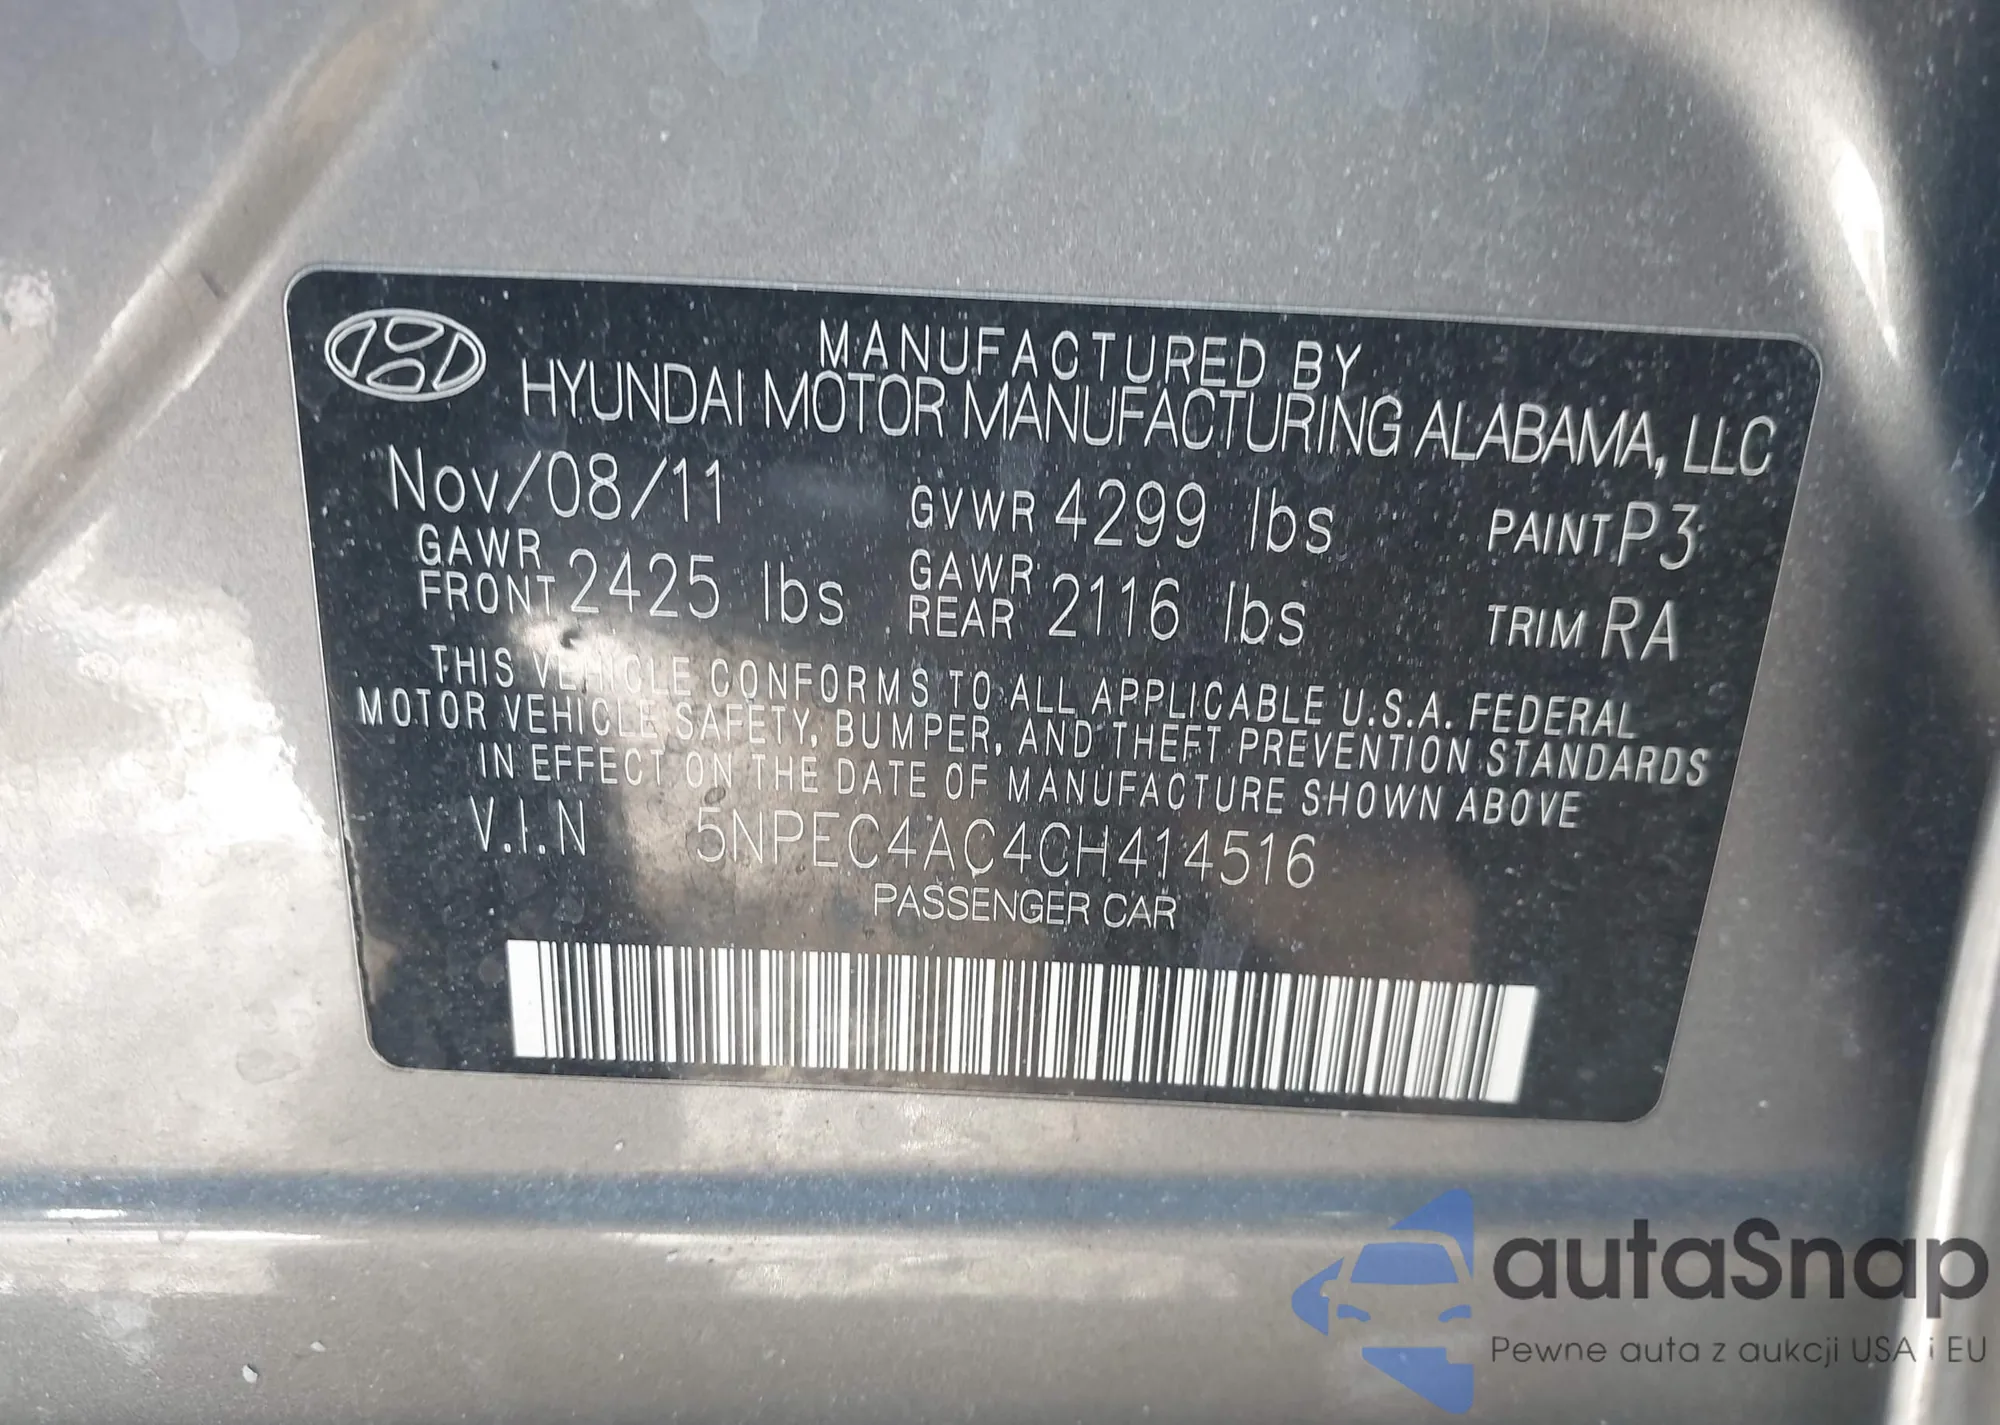 MANUFACTURED BY
HYUNDAI MOTOR MANUFACTURING ALABAMA, LLC
Nov/08/11 GVWR 4299 lbs PAINT P3
GAWR FRONT 2425 lbs GAWR REAR 2116 lbs TRIM RA
THIS VEHICLE CONFORMS TO ALL APPLICABLE U.S.A. FEDERAL
MOTOR VEHICLE SAFETY, BUMPER, AND THEFT PREVENTION STANDARDS
IN EFFECT ON THE DATE OF MANUFACTURE SHOWN ABOVE
V.I.N 5NPEC4AC4CH414516
PASSENGER CAR
autaSnap
Pewne auta z aukcji USA i EU